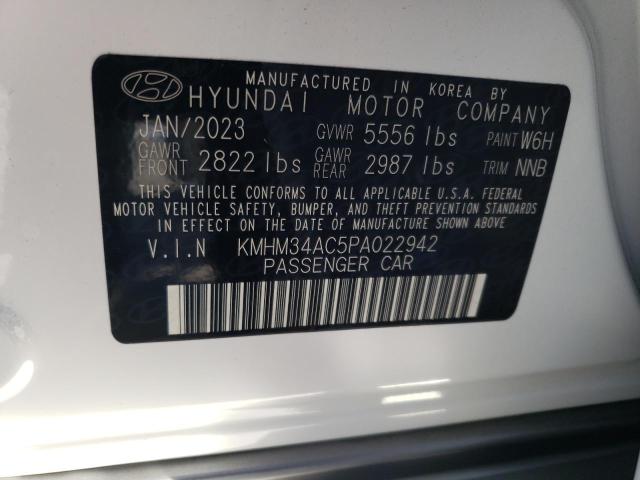 MANUFACTURED IN KOREA BY
HYUNDAI MOTOR COMPANY
JAN/2023 GVWR 5556 lbs PAINT W6H
GAWR FRONT 2822 lbs GAWR REAR 2987 lbs TRIM NNB
THIS VEHICLE CONFORMS TO ALL APPLICABLE U.S.A. FEDERAL
MOTOR VEHICLE SAFETY, BUMPER, AND THEFT PREVENTION STANDARDS
IN EFFECT ON THE DATE OF MANUFACTURE SHOWN ABOVE
V.I.N KMHM34AC5PA022942
PASSENGER CAR